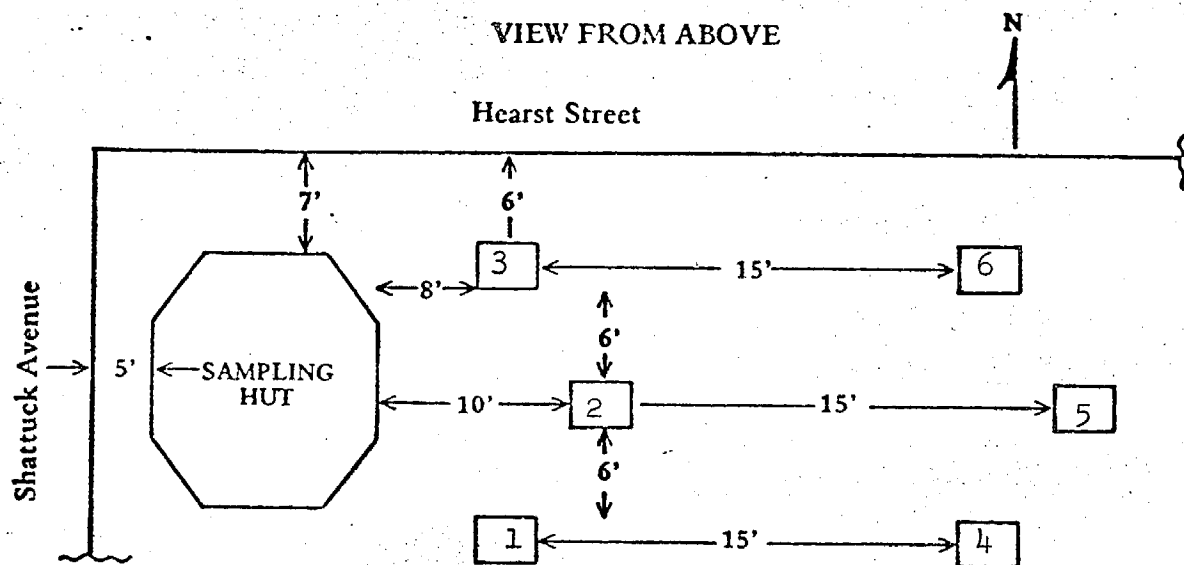 VIEW FROM ABOVE
N
Hearst Street
7'
6'
3
15'
6
8'
6'
Shattuck Avenue
5'
SAMPLING
HUT
10'
2
15'
5
6'
1
15'
4